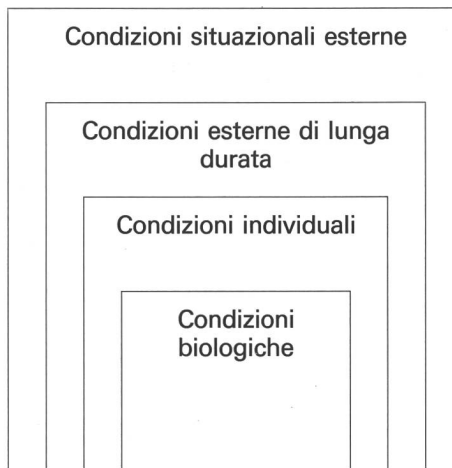 Condizioni situazionali esterne
Condizioni esterne di lunga
durata
Condizioni individuali
Condizioni
biologiche